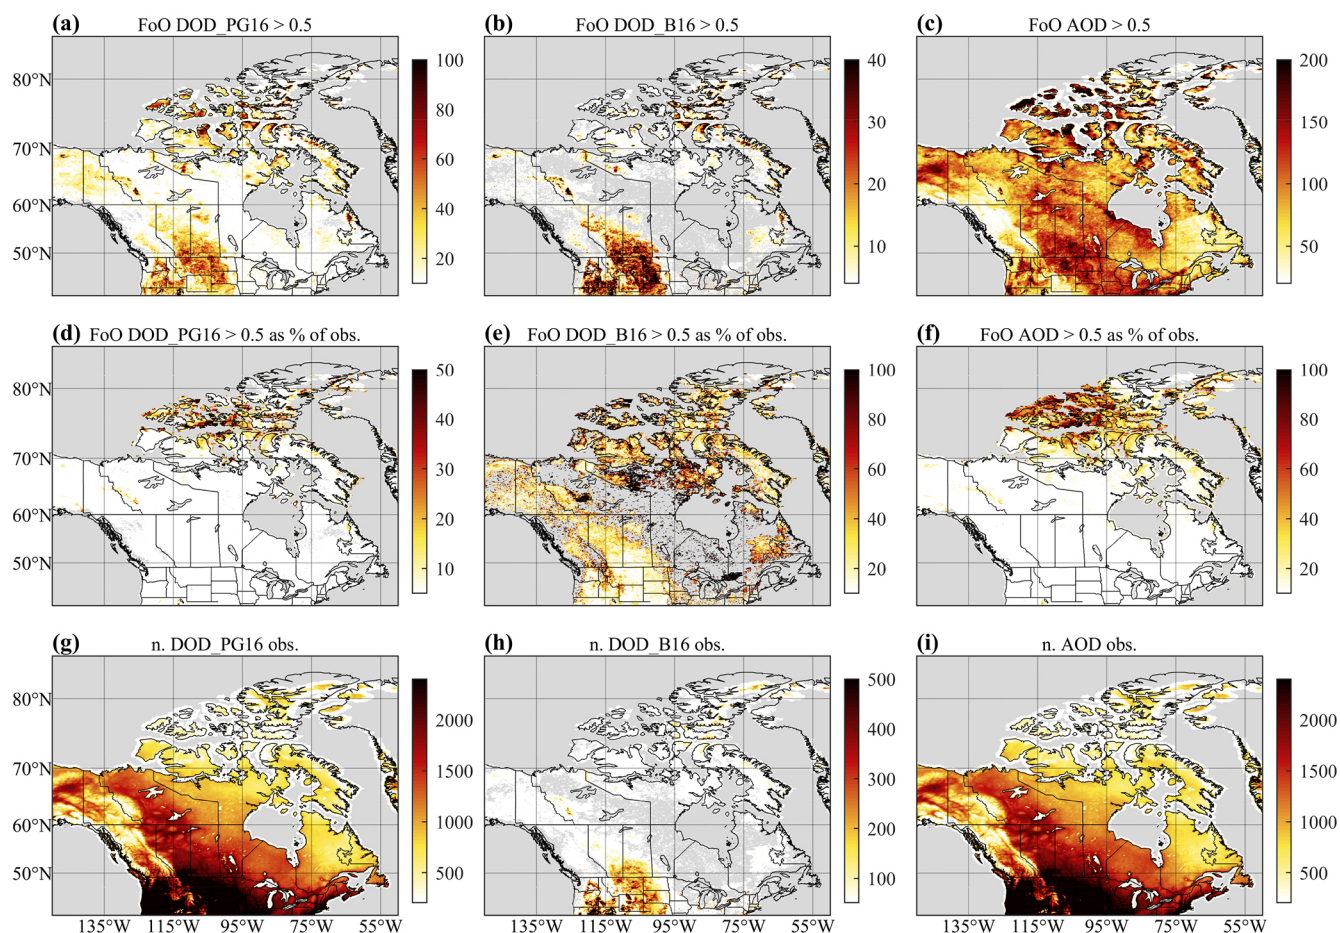 (a) FoO DOD_PG16 > 0.5
(b) FoO DOD_B16 > 0.5
(c) FoO AOD > 0.5
80°N
70°N
60°N
50°N
100
80
60
40
20
40
30
20
10
200
150
100
50
(d) FoO DOD_PG16 > 0.5 as % of obs.
(e) FoO DOD_B16 > 0.5 as % of obs.
(f) FoO AOD > 0.5 as % of obs.
80°N
70°N
60°N
50°N
50
40
30
20
10
100
80
60
40
20
100
80
60
40
20
(g) n. DOD_PG16 obs.
(h) n. DOD_B16 obs.
(i) n. AOD obs.
80°N
70°N
60°N
50°N
2000
1500
1000
500
500
400
300
200
100
2000
1500
1000
500
135°W 115°W 95°W 75°W 55°W
135°W 115°W 95°W 75°W 55°W
135°W 115°W 95°W 75°W 55°W